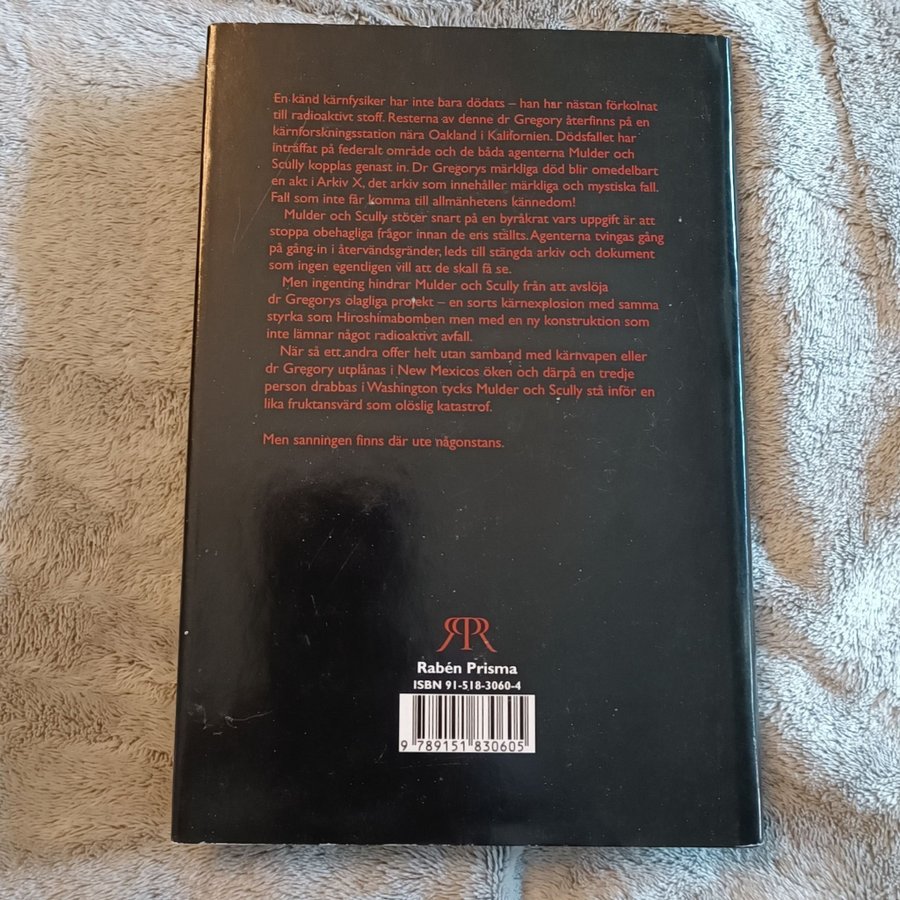 En känd kärnfysiker har inte bara dödats – han har nästan förkolnat
till radioaktivt stoff. Resterna av denne dr Gregory återfinns på en
kärnforskningsstation nära Oakland i Kalifornien. Dödsfallet har
inträffat på federalt område och de båda agenterna Mulder och
Scully kopplas genast in. Dr Gregorys märkliga död blir omedelbart
en akt i Arkiv X, det arkiv som innehåller märkliga och mystiska fall.
Fall som inte får komma till allmänhetens kännedom!
Mulder och Scully stöter snart på en byråkrat vars uppgift är att
stoppa obehagliga frågor innan de ens ställts. Agenterna tvingas gång
på gång in i återvändsgränder, leds till stängda arkiv och dokument
som ingen egentligen vill att de skall få se.
Men ingenting hindrar Mulder och Scully från att avslöja
dr Gregorys olagliga projekt – en sorts kärnexplosion med samma
styrka som Hiroshimabomben men med en ny konstruktion som
inte lämnar något radioaktivt avfall.
När så ett andra offer helt utan samband med kärnvapen eller
dr Gregory utplånas i New Mexicos öken och därpå en tredje
person drabbas i Washington tycks Mulder och Scully stå inför en
lika fruktansvärd som olöslig katastrof.
Men sanningen finns där ute någonstans.
RPR
Rabén Prisma
ISBN 91-518-3060-4
9 789151 830605